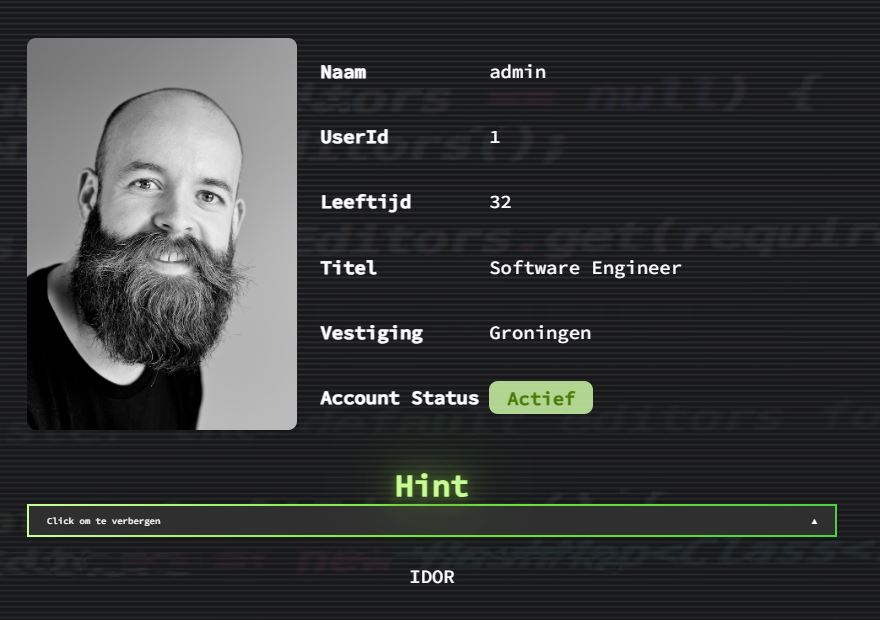 Naam admin
UserId 1
Leeftijd 32
Titel Software Engineer
Vestiging Groningen
Account Status Actief
Hint
Click om te verbergen ▲
IDOR